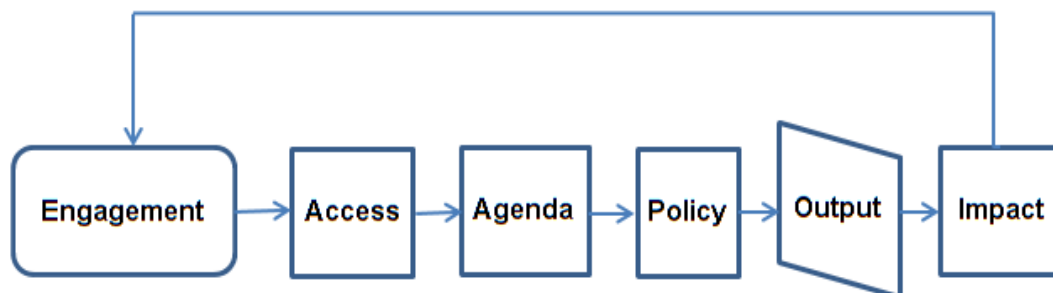 Engagement
Access
Agenda
Policy
Output
Impact